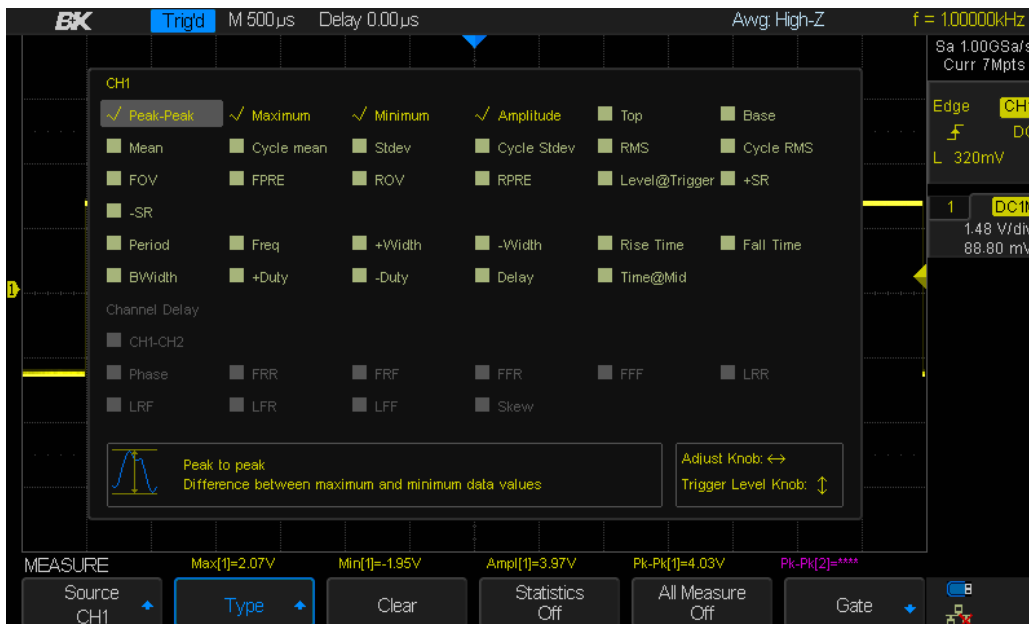 BK Trig'd M 500µs Delay 0.00µs Awg: High-Z f = 1.00000kHz
Sa 1.00GSa/s
Curr 7Mpts
CH1
Peak-Peak Maximum Minimum Amplitude Top Base
Mean Cycle mean Stdev Cycle Stdev RMS Cycle RMS
FOV FPRE ROV RPRE Level@Trigger +SR
-SR
Period Freq +Width -Width Rise Time Fall Time
BWidth +Duty -Duty Delay Time@Mid
Channel Delay
CH1-CH2
Phase FRR FRF FFR FFF LRR
LRF LFR LFF Skew
Peak to peak
Difference between maximum and minimum data values
Adjust Knob:
Trigger Level Knob:
Edge CH1
DC
L 320mV
1 DC1M
1.48 V/div
88.80 mV
1
MEASURE Max[1]=2.07V Min[1]=-1.95V Ampl[1]=3.97V Pk-Pk[1]=4.03V Pk-Pk[2]=****
Source
CH1
Type
Clear
Statistics
Off
All Measure
Off
Gate